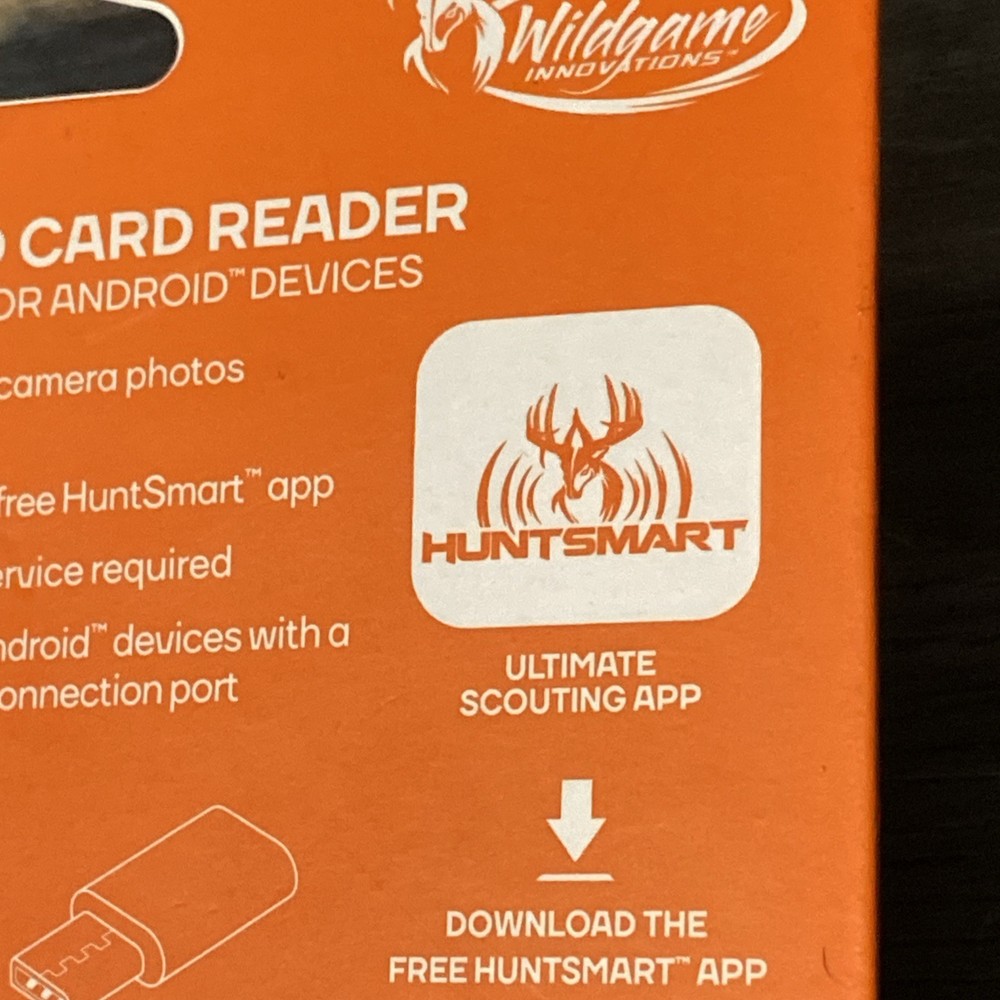 Wildgame
INNOVATIONS™
CARD READER
OR ANDROID™ DEVICES
camera photos
free HuntSmart™ app
ervice required
ndroid™ devices with a
onnection port
HUNTSMART
ULTIMATE
SCOUTING APP
DOWNLOAD THE
FREE HUNTSMART™ APP